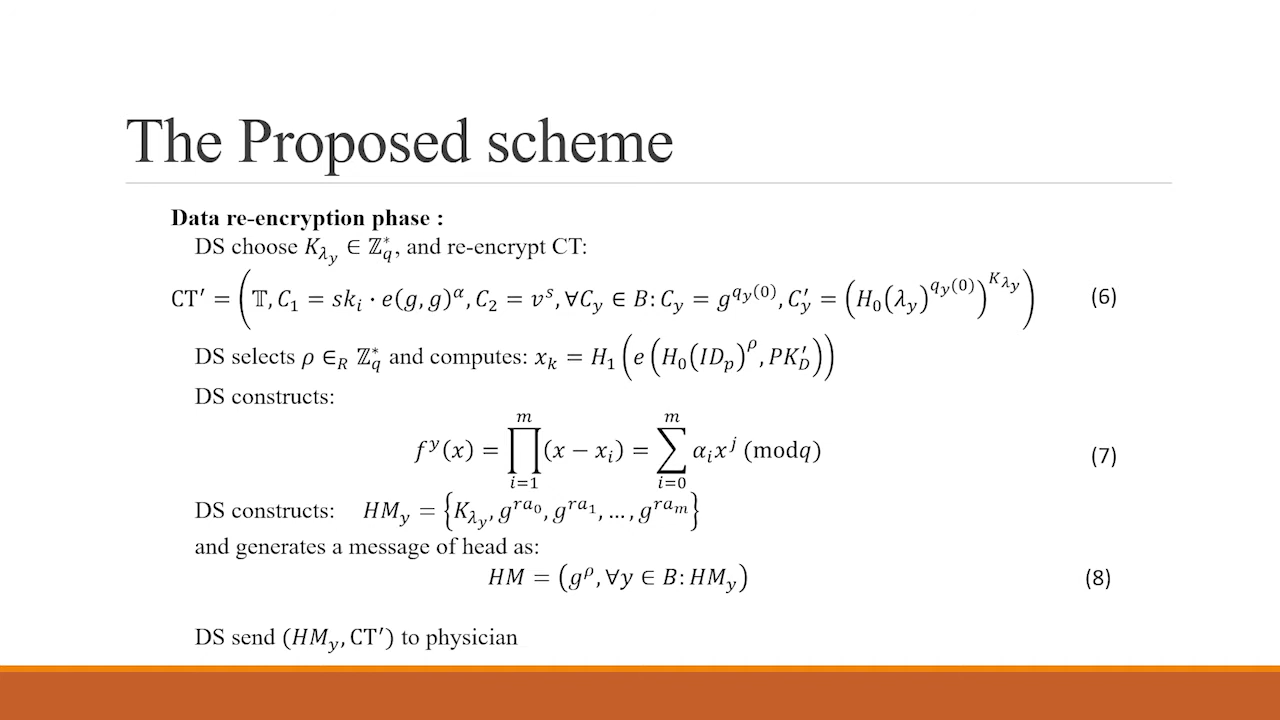 The Proposed scheme
Data re-encryption phase :
DS choose K_{λ_y} ∈ ℤ_q^*, and re-encrypt CT:
CT′ = (𝕋, C_1 = sk_i · e(g, g)^α, C_2 = v^s, ∀C_y ∈ B: C_y = g^{q_y(0)}, C_y′ = (H_0(λ_y)^{q_y(0)})^{K_{λ_y}}) (6)
DS selects ρ ∈_R ℤ_q^* and computes: x_k = H_1(e(H_0(ID_p)^ρ, PK_D′))
DS constructs:
f^y(x) = ∏_{i=1}^{m}(x − x_i) = ∑_{i=0}^{m} α_i x^j (modq) (7)
DS constructs: HM_y = {K_{λ_y}, g^{ra_0}, g^{ra_1}, … , g^{ra_m}}
and generates a message of head as:
HM = (g^ρ, ∀y ∈ B: HM_y) (8)
DS send (HM_y, CT′) to physician